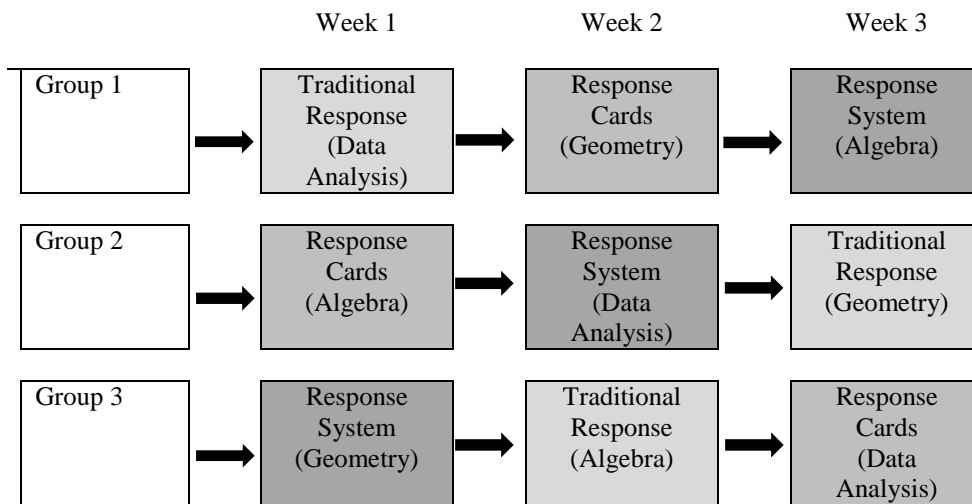 Week 1
Week 2
Week 3
Group 1
Traditional
Response
(Data
Analysis)
Response
Cards
(Geometry)
Response
System
(Algebra)
Group 2
Response
Cards
(Algebra)
Response
System
(Data
Analysis)
Traditional
Response
(Geometry)
Group 3
Response
System
(Geometry)
Traditional
Response
(Algebra)
Response
Cards
(Data
Analysis)